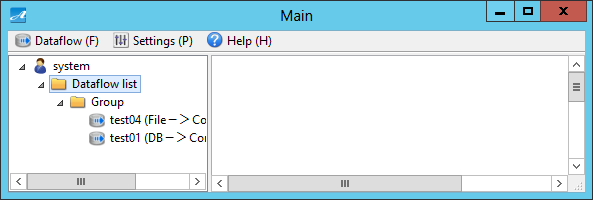 Main
Dataflow (F) Settings (P) Help (H)
system
Dataflow list
Group
test04 (File－＞Co
test01 (DB－＞Co